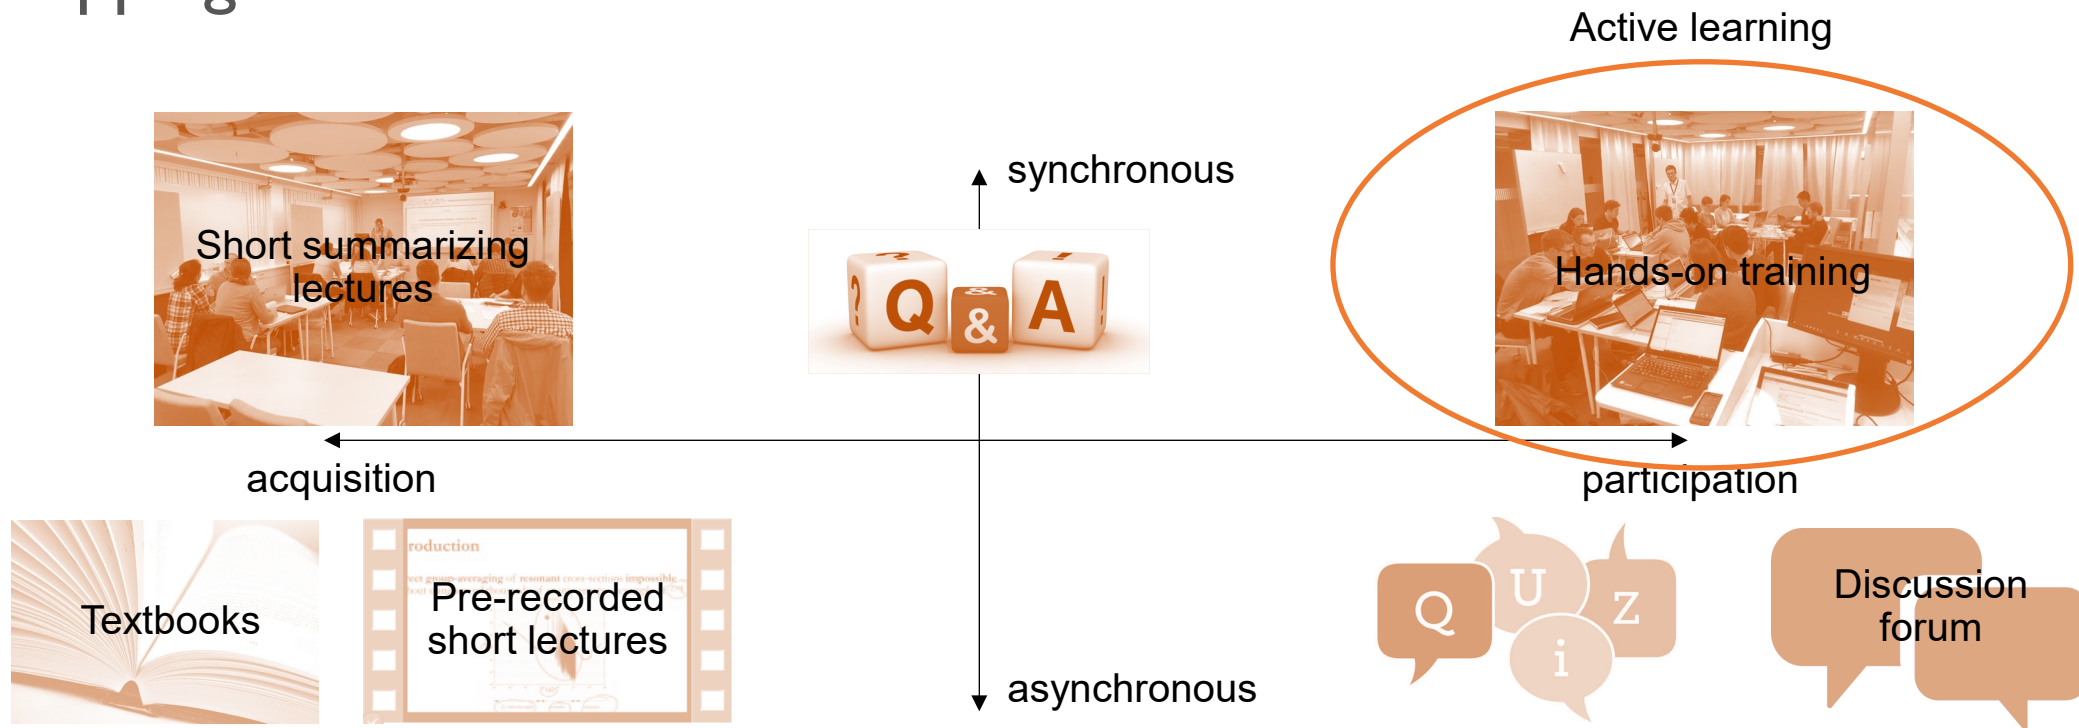 Active learning
synchronous
Short summarizing
lectures
? Q & A !
Hands-on training
acquisition
participation
roduction
Textbooks
Pre-recorded
short lectures
Q U i Z
Discussion
forum
asynchronous